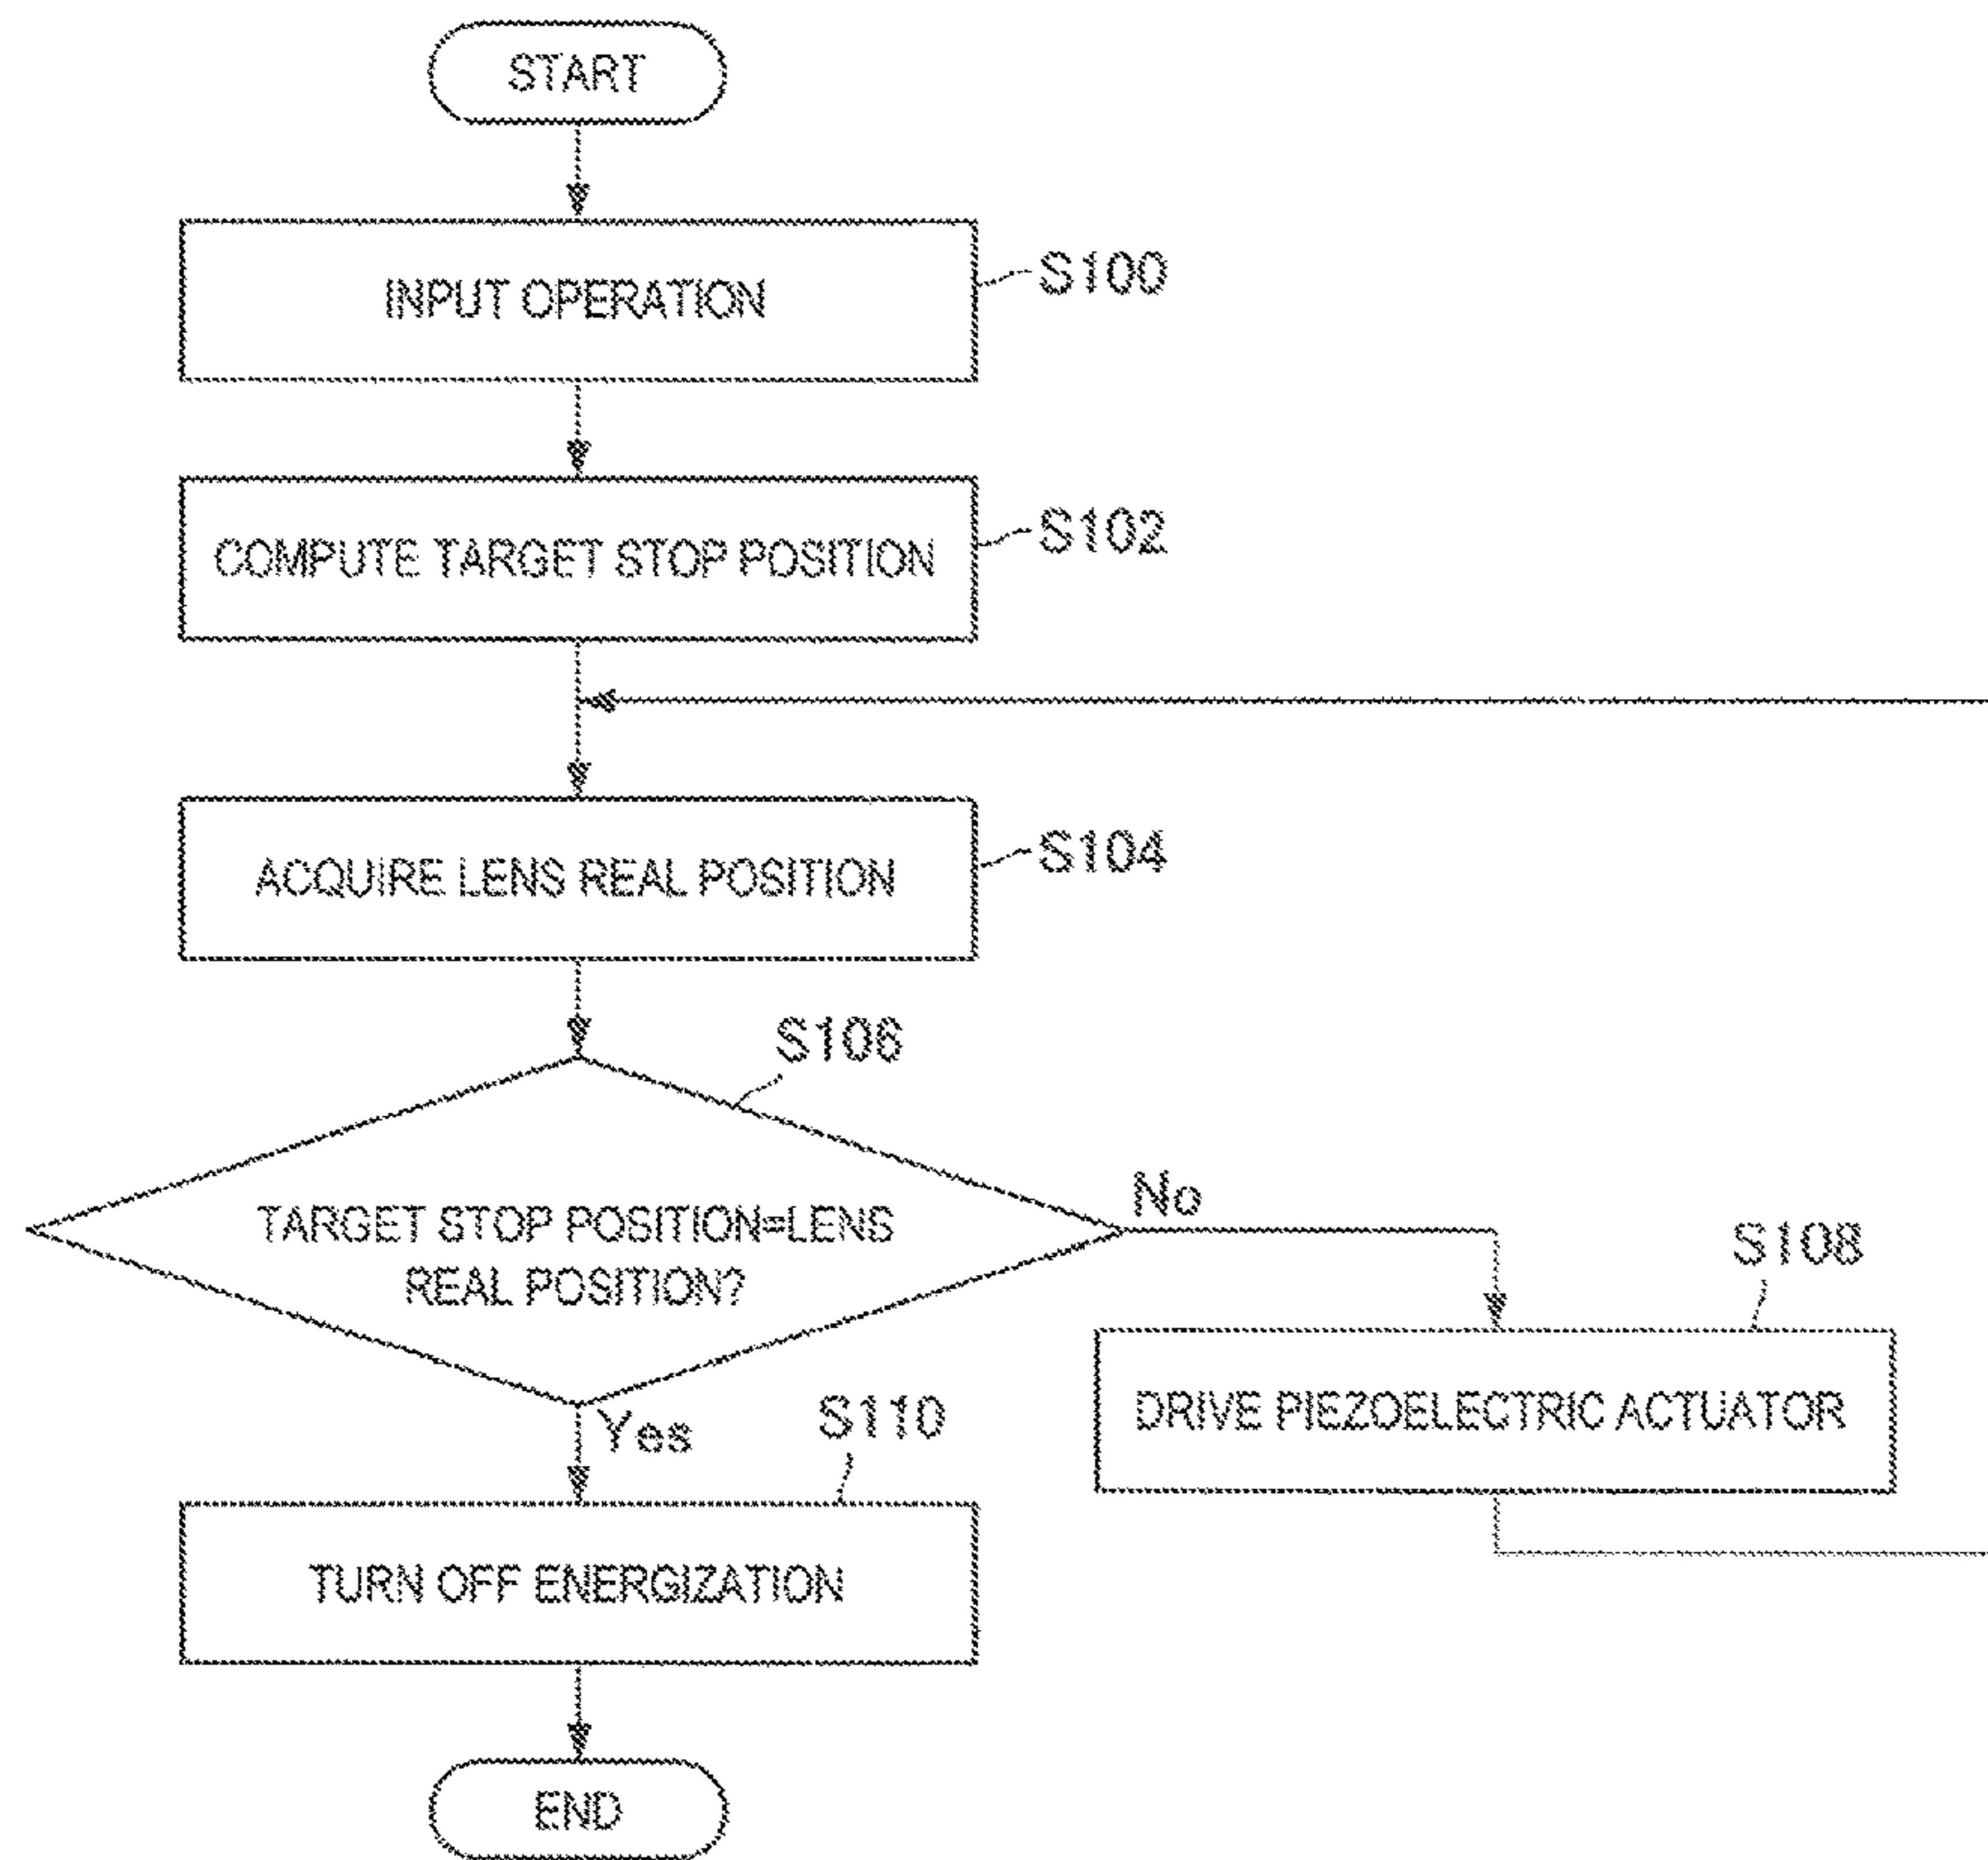 START
INPUT OPERATION
S100
COMPUTE TARGET STOP POSITION
S102
ACQUIRE LENS REAL POSITION
S104
S106
TARGET STOP POSITION=LENS
REAL POSITION?
No
S108
DRIVE PIEZOELECTRIC ACTUATOR
Yes
S110
TURN OFF ENERGIZATION
END